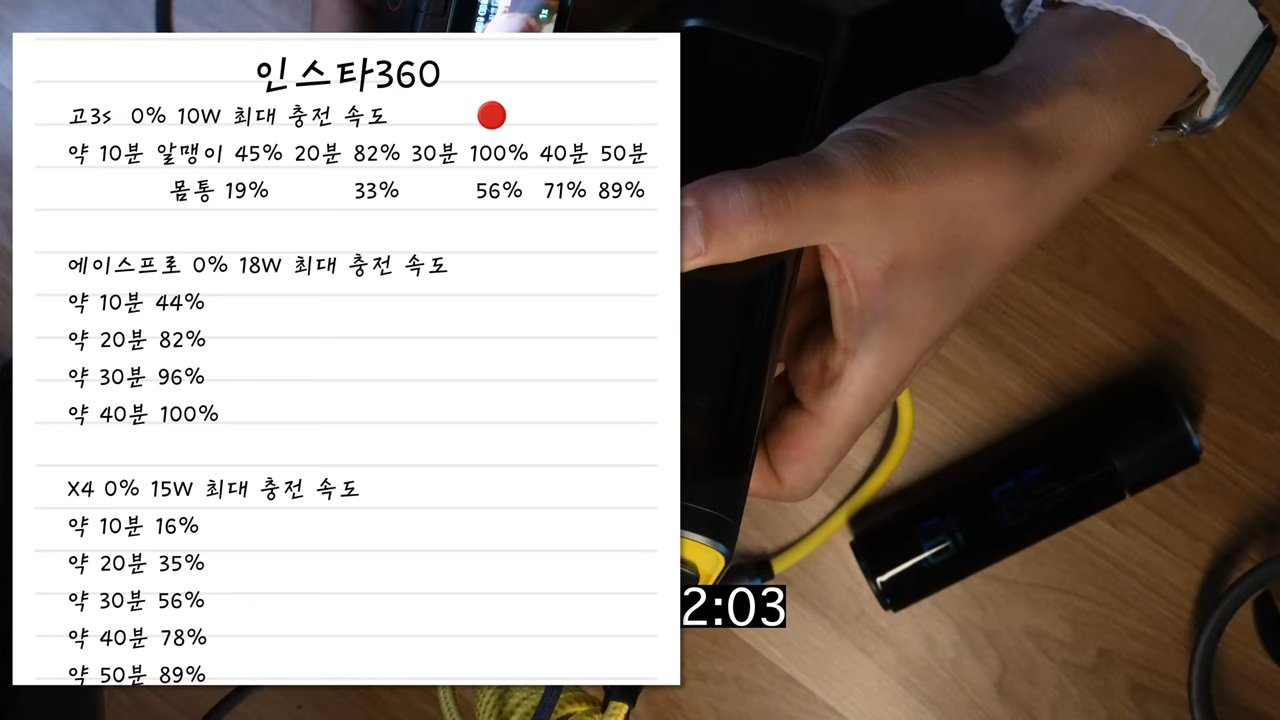 인스타360
고3s 0% 10W 최대 충전 속도
약 10분 알맹이 45% 20분 82% 30분 100% 40분 50분
몸통 19% 33% 56% 71% 89%
에이스프로 0% 18W 최대 충전 속도
약 10분 44%
약 20분 82%
약 30분 96%
약 40분 100%
X4 0% 15W 최대 충전 속도
약 10분 16%
약 20분 35%
약 30분 56%
약 40분 78%
약 50분 89%
2:03